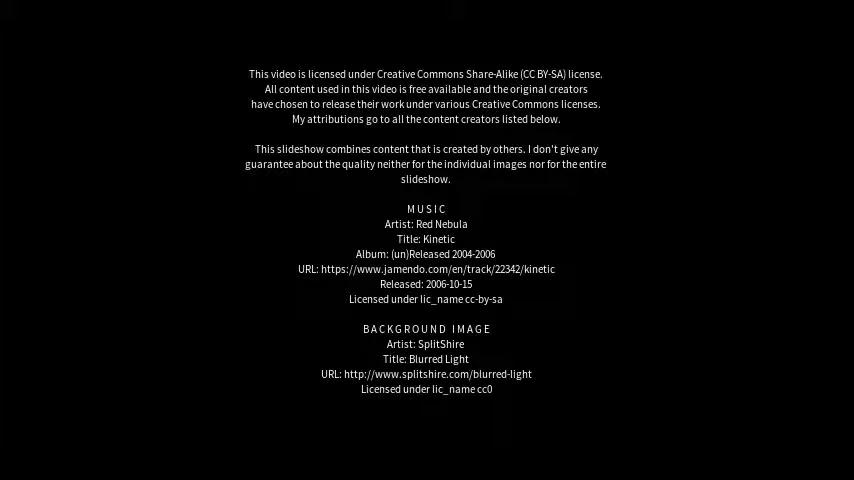 This video is licensed under Creative Commons Share-Alike (CC BY-SA) license.
All content used in this video is free available and the original creators
have chosen to release their work under various Creative Commons licenses.
My attributions go to all the content creators listed below.
This slideshow combines content that is created by others. I don't give any
guarantee about the quality neither for the individual images nor for the entire
slideshow.
MUSIC
Artist: Red Nebula
Title: Kinetic
Album: (un)Released 2004-2006
URL: https://www.jamendo.com/en/track/22342/kinetic
Released: 2006-10-15
Licensed under lic_name cc-by-sa
BACKGROUND IMAGE
Artist: SplitShire
Title: Blurred Light
URL: http://www.splitshire.com/blurred-light
Licensed under lic_name cc0